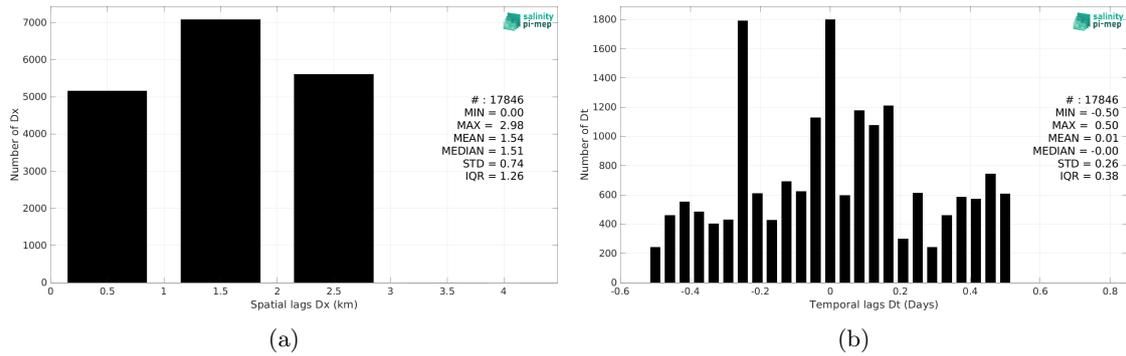 7000
6000
5000
4000
3000
2000
1000
0
Number of Dx
0 0.5 1 1.5 2 2.5 3 3.5 4
Spatial lags Dx (km)
salinity
pi-mep
# : 17846
MIN = 0.00
MAX = 2.98
MEAN = 1.54
MEDIAN = 1.51
STD = 0.74
IQR = 1.26
(a)
1800
1600
1400
1200
1000
800
600
400
200
0
Number of Dt
-0.6 -0.4 -0.2 0 0.2 0.4 0.6 0.8
Temporal lags Dt (Days)
salinity
pi-mep
# : 17846
MIN = -0.50
MAX = 0.50
MEAN = 0.01
MEDIAN = -0.00
STD = 0.26
IQR = 0.38
(b)